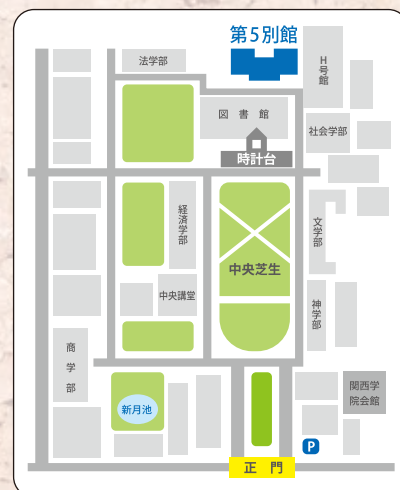 第5別館
法学部
H号館
図書館
社会学部
時計台
経済学部
文学部
中央芝生
中央講堂
神学部
商学部
関西学
院会館
新月池
P
正門